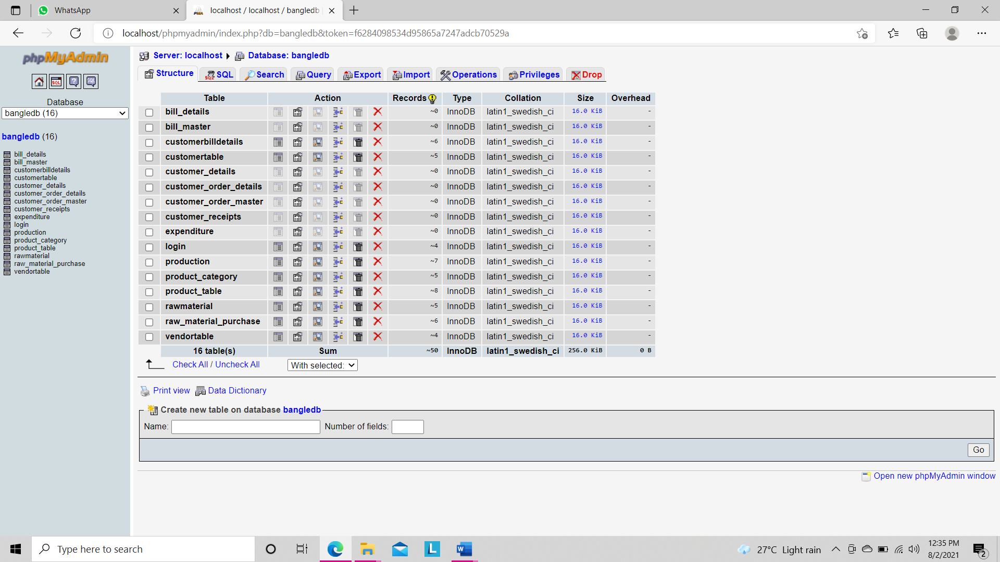 WhatsApp
localhost / localhost / bangledb
localhost/phpmyadmin/index.php?db=bangledb&token=f6284098534d95865a7247adcb70529a
phpMyAdmin
SQL
Database
bangledb (16)
bangledb (16)
bill_details
bill_master
customerbilldetails
customertable
customer_details
customer_order_details
customer_order_master
customer_receipts
expenditure
login
production
product_category
product_table
rawmaterial
raw_material_purchase
vendortable
Server: localhost Database: bangledb
Structure SQL Search Query Export Import Operations Privileges Drop
Table Action Records Type Collation Size Overhead
bill_details ~0 InnoDB latin1_swedish_ci 16.0 KiB -
bill_master ~0 InnoDB latin1_swedish_ci 16.0 KiB -
customerbilldetails ~6 InnoDB latin1_swedish_ci 16.0 KiB -
customertable ~5 InnoDB latin1_swedish_ci 16.0 KiB -
customer_details ~0 InnoDB latin1_swedish_ci 16.0 KiB -
customer_order_details ~0 InnoDB latin1_swedish_ci 16.0 KiB -
customer_order_master ~0 InnoDB latin1_swedish_ci 16.0 KiB -
customer_receipts ~0 InnoDB latin1_swedish_ci 16.0 KiB -
expenditure ~0 InnoDB latin1_swedish_ci 16.0 KiB -
login ~4 InnoDB latin1_swedish_ci 16.0 KiB -
production ~7 InnoDB latin1_swedish_ci 16.0 KiB -
product_category ~5 InnoDB latin1_swedish_ci 16.0 KiB -
product_table ~8 InnoDB latin1_swedish_ci 16.0 KiB -
rawmaterial ~5 InnoDB latin1_swedish_ci 16.0 KiB -
raw_material_purchase ~6 InnoDB latin1_swedish_ci 16.0 KiB -
vendortable ~4 InnoDB latin1_swedish_ci 16.0 KiB -
16 table(s) Sum ~50 InnoDB latin1_swedish_ci 256.0 KiB 0 B
Check All / Uncheck All With selected:
Print view Data Dictionary
Create new table on database bangledb
Name: Number of fields:
Go
Open new phpMyAdmin window
Type here to search
27°C Light rain
12:35 PM
8/2/2021
2